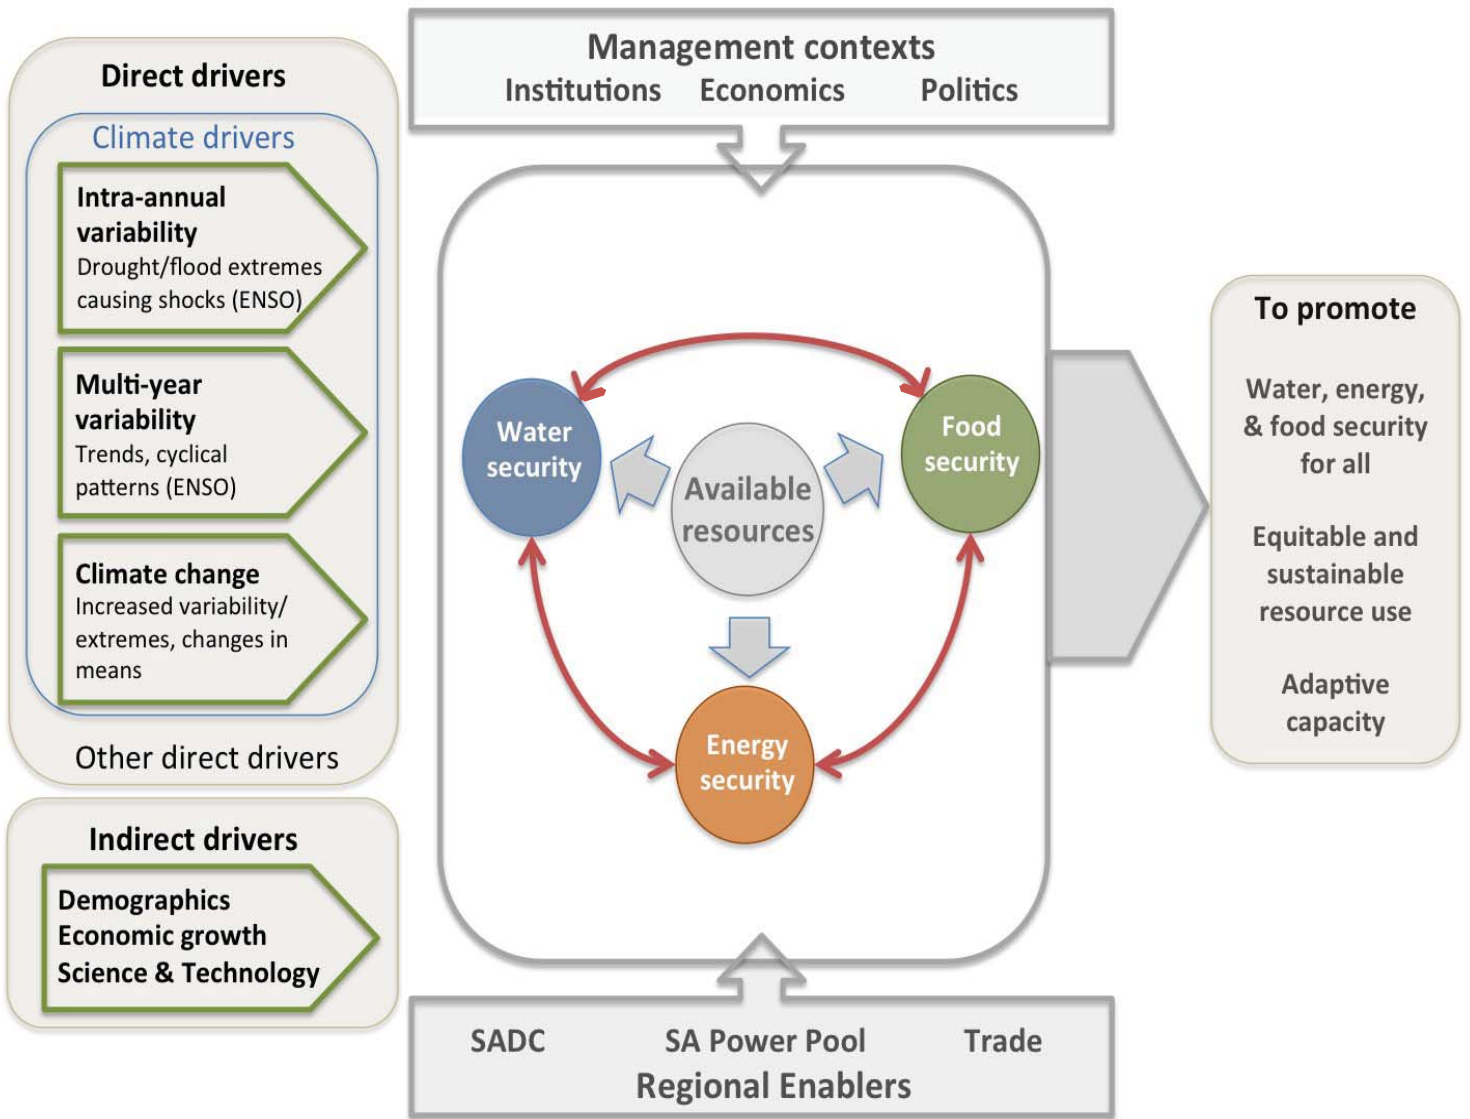 Management contexts
Institutions Economics Politics
Direct drivers
Climate drivers
Intra-annual
variability
Drought/flood extremes
causing shocks (ENSO)
Multi-year
variability
Trends, cyclical
patterns (ENSO)
Climate change
Increased variability/
extremes, changes in
means
Other direct drivers
Indirect drivers
Demographics
Economic growth
Science & Technology
Water
security
Available
resources
Food
security
Energy
security
SADC SA Power Pool Trade
Regional Enablers
To promote
Water, energy,
& food security
for all
Equitable and
sustainable
resource use
Adaptive
capacity